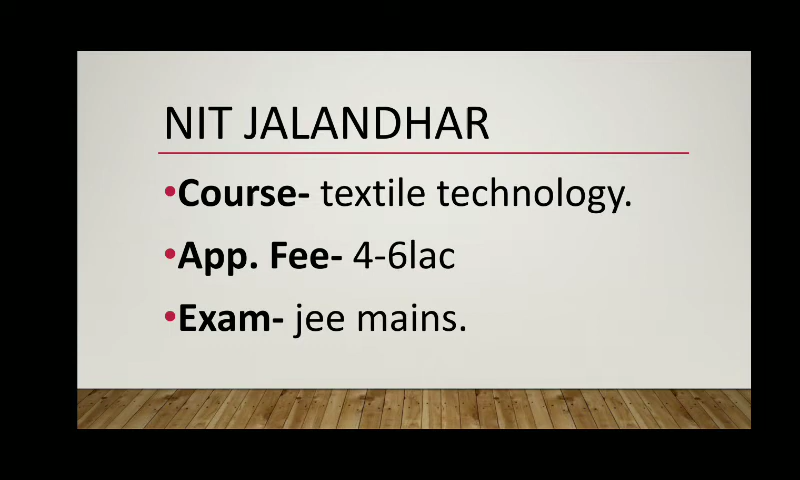 NIT JALANDHAR
•Course- textile technology.
•App. Fee- 4-6lac
•Exam- jee mains.